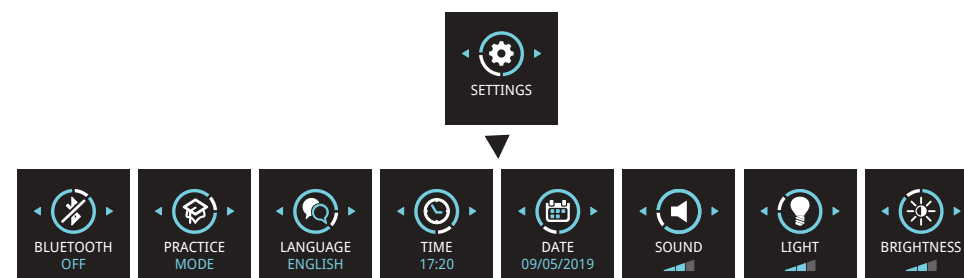 SETTINGS
BLUETOOTH
OFF
PRACTICE
MODE
LANGUAGE
ENGLISH
TIME
17:20
DATE
09/05/2019
SOUND
LIGHT
BRIGHTNESS